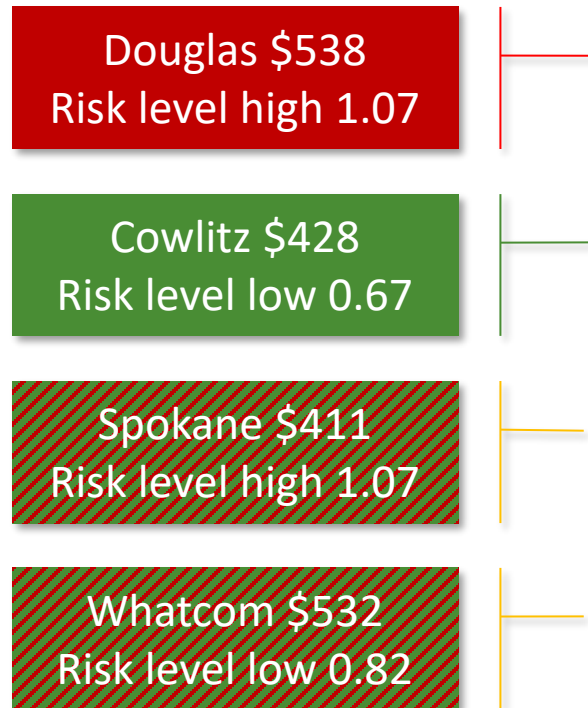 Douglas $538
Risk level high 1.07
Cowlitz $428
Risk level low 0.67
Spokane $411
Risk level high 1.07
Whatcom $532
Risk level low 0.82